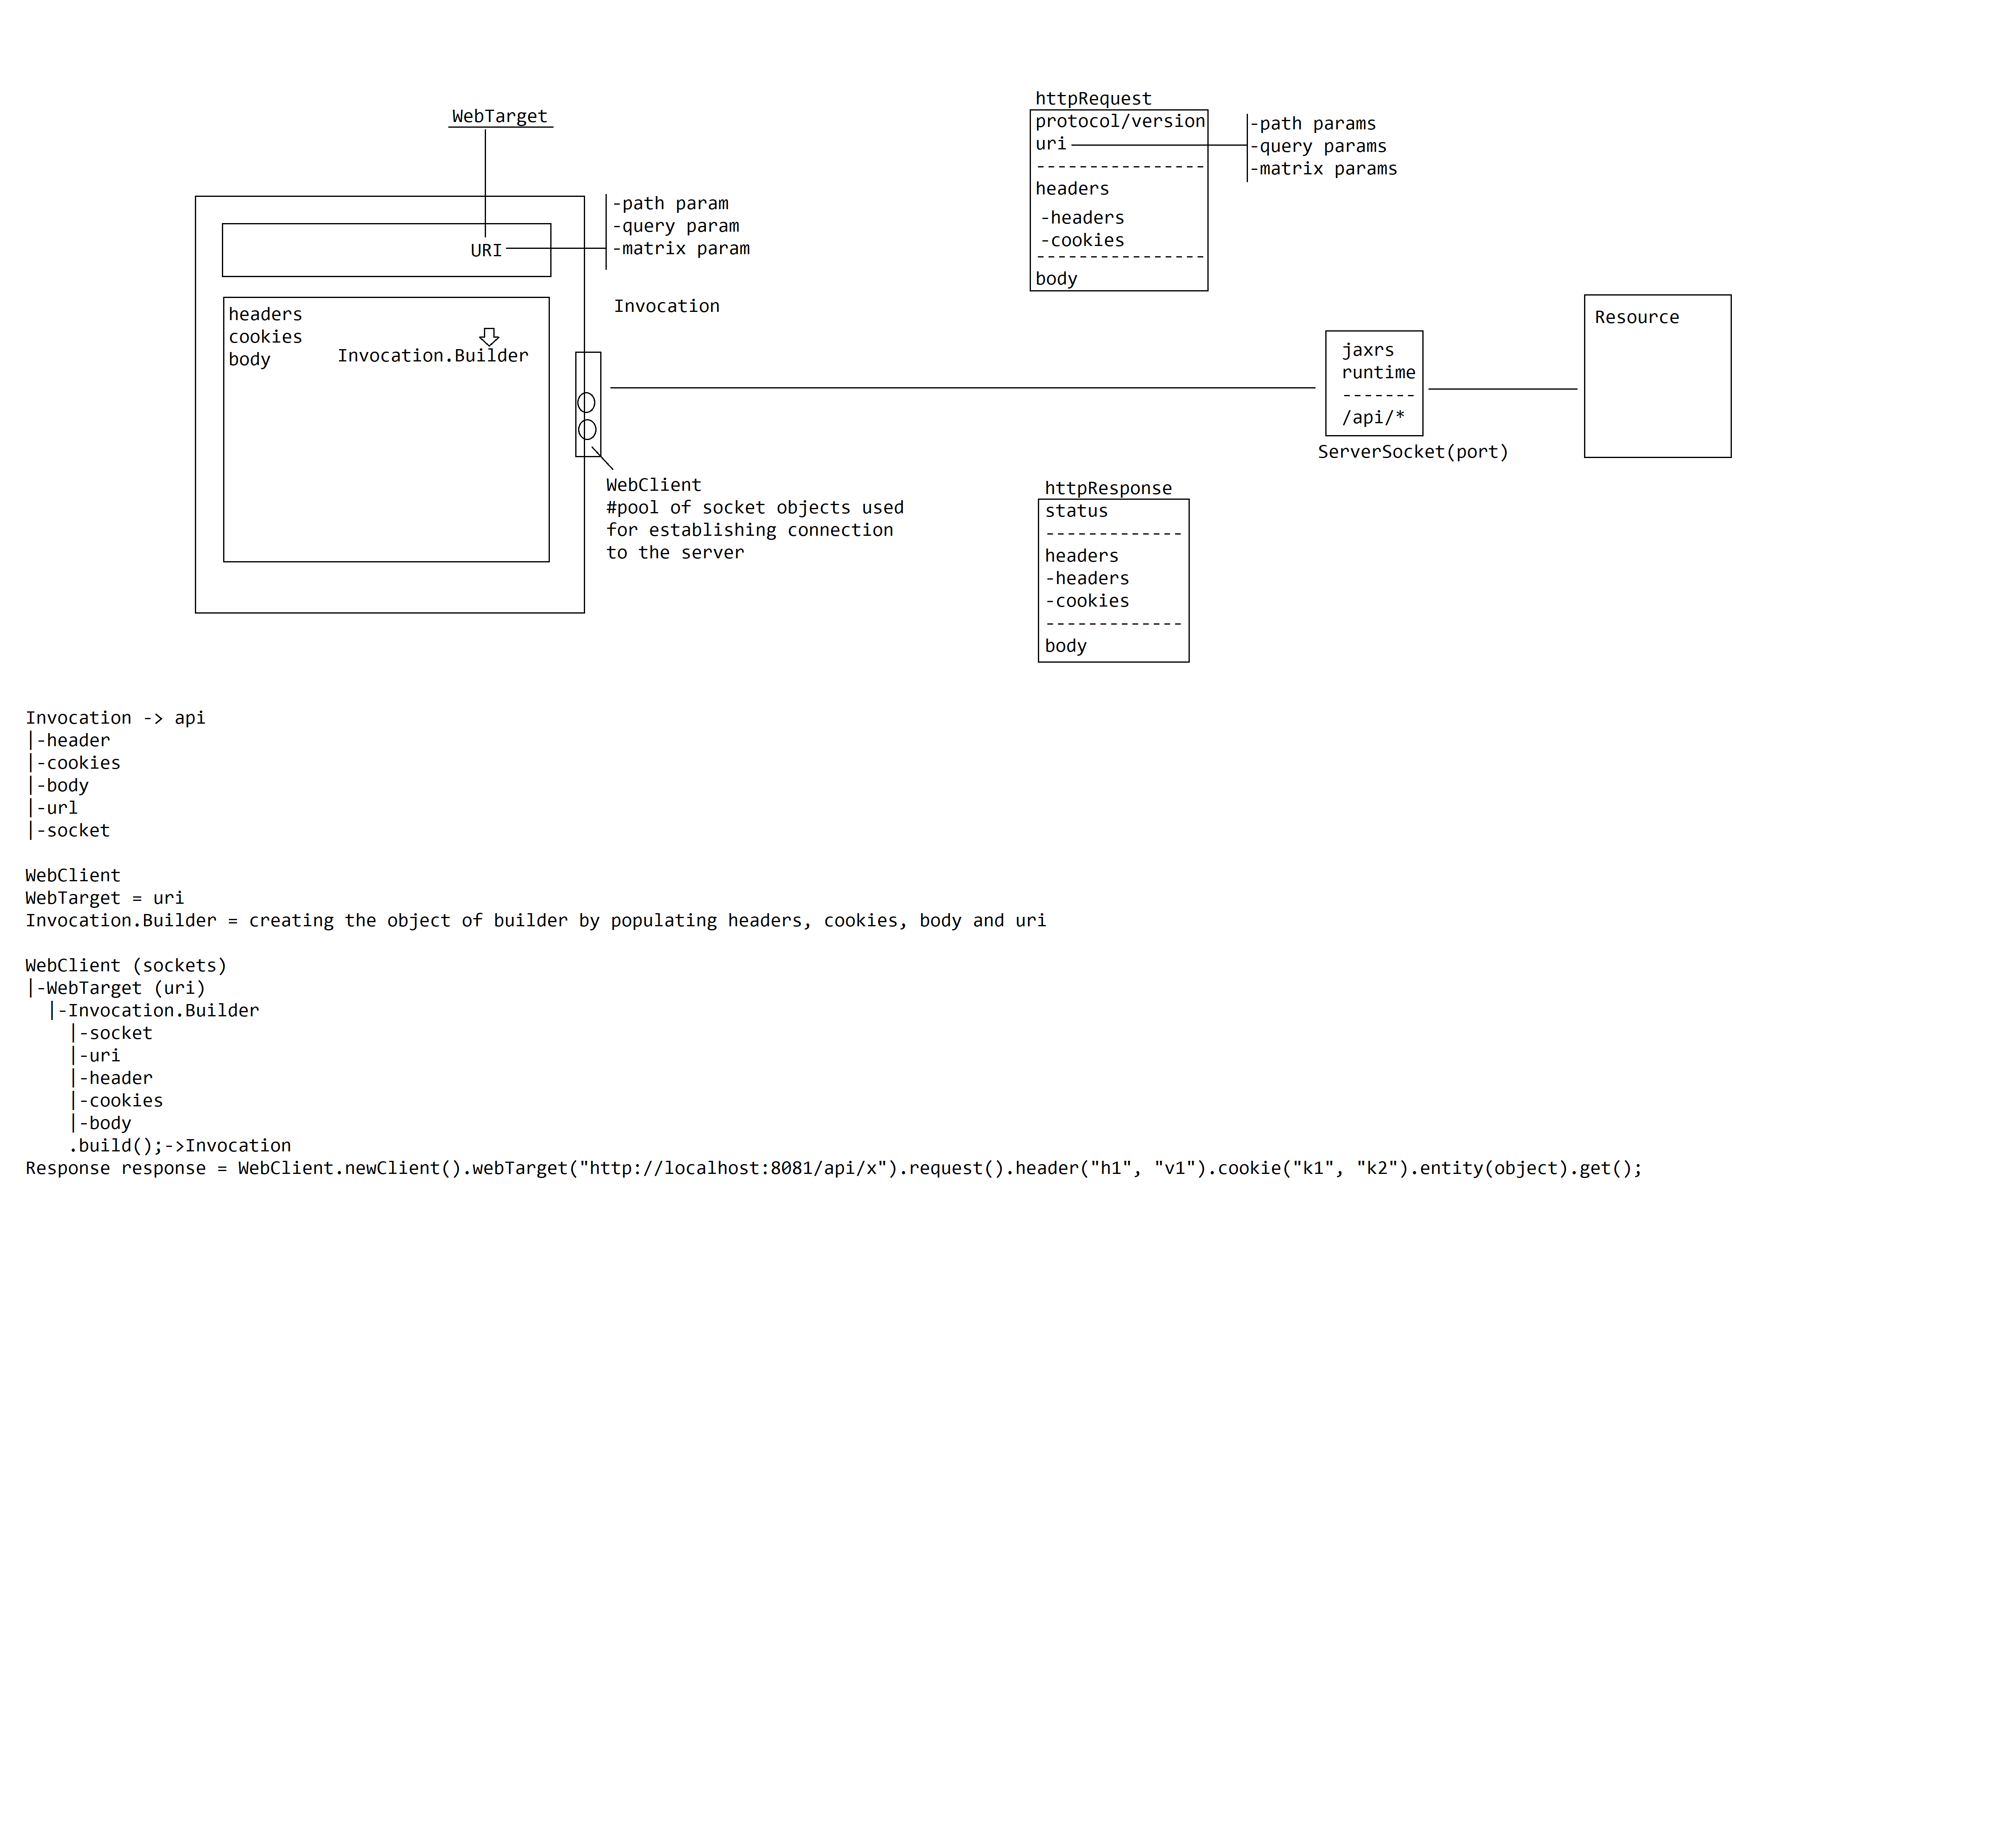 WebTarget
URI
-path param
-query param
-matrix param
Invocation
headers
cookies
body
Invocation.Builder
WebClient
#pool of socket objects used
for establishing connection
to the server
httpRequest
protocol/version
uri
----------------
headers
-headers
-cookies
----------------
body
-path params
-query params
-matrix params
jaxrs
runtime
-------
/api/*
ServerSocket(port)
Resource
httpResponse
status
-------------
headers
-headers
-cookies
-------------
body
Invocation -> api
|-header
|-cookies
|-body
|-url
|-socket
WebClient
WebTarget = uri
Invocation.Builder = creating the object of builder by populating headers, cookies, body and uri
WebClient (sockets)
|-WebTarget (uri)
|-Invocation.Builder
|-socket
|-uri
|-header
|-cookies
|-body
.build();->Invocation
Response response = WebClient.newClient().webTarget("http://localhost:8081/api/x").request().header("h1", "v1").cookie("k1", "k2").entity(object).get();